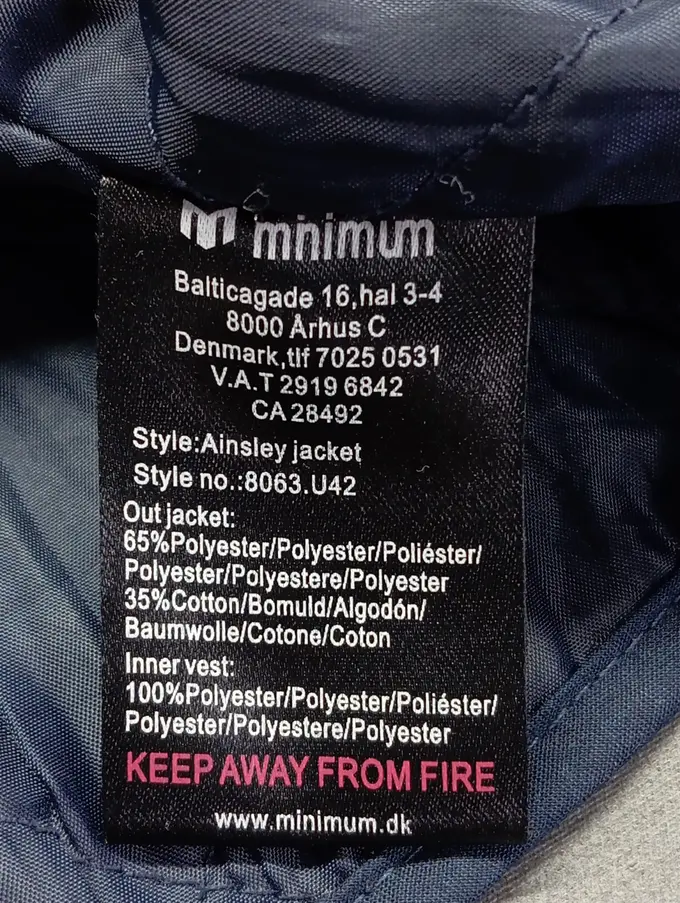 minimum
Balticagade 16,hal 3-4
8000 Århus C
Denmark,tlf 7025 0531
V.A.T 2919 6842
CA 28492
Style:Ainsley jacket
Style no.:8063.U42
Out jacket:
65%Polyester/Polyester/Poliéster/
Polyester/Polyestere/Polyester
35%Cotton/Bomuld/Algodón/
Baumwolle/Cotone/Coton
Inner vest:
100%Polyester/Polyester/Poliéster/
Polyester/Polyestere/Polyester
KEEP AWAY FROM FIRE
www.minimum.dk